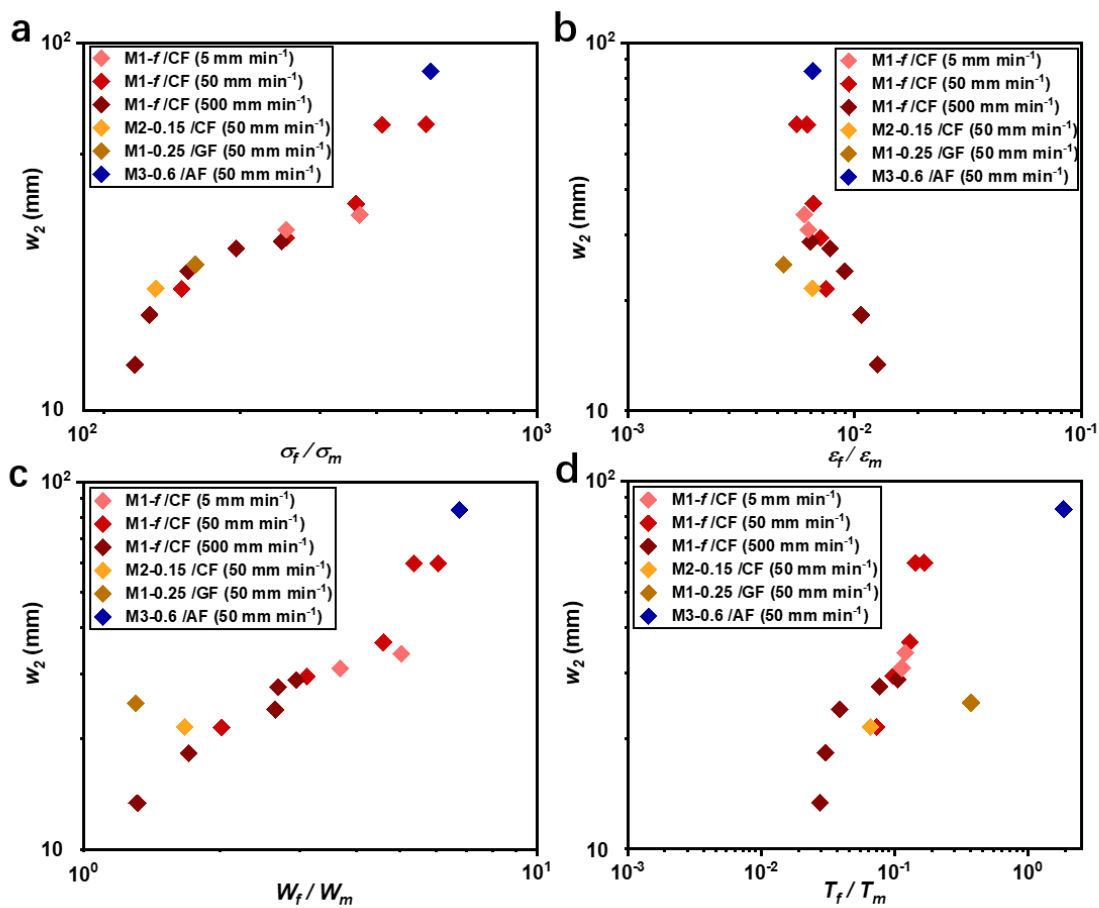 a
10²
M1-f /CF (5 mm min⁻¹)
M1-f /CF (50 mm min⁻¹)
M1-f /CF (500 mm min⁻¹)
M2-0.15 /CF (50 mm min⁻¹)
M1-0.25 /GF (50 mm min⁻¹)
M3-0.6 /AF (50 mm min⁻¹)
w₂ (mm)
10
10² 10³
σf / σm
b
10²
M1-f /CF (5 mm min⁻¹)
M1-f /CF (50 mm min⁻¹)
M1-f /CF (500 mm min⁻¹)
M2-0.15 /CF (50 mm min⁻¹)
M1-0.25 /GF (50 mm min⁻¹)
M3-0.6 /AF (50 mm min⁻¹)
w₂ (mm)
10
10⁻³ 10⁻² 10⁻¹
εf / εm
c
10²
M1-f /CF (5 mm min⁻¹)
M1-f /CF (50 mm min⁻¹)
M1-f /CF (500 mm min⁻¹)
M2-0.15 /CF (50 mm min⁻¹)
M1-0.25 /GF (50 mm min⁻¹)
M3-0.6 /AF (50 mm min⁻¹)
w₂ (mm)
10
10⁰ 10¹
Wf / Wm
d
10²
M1-f /CF (5 mm min⁻¹)
M1-f /CF (50 mm min⁻¹)
M1-f /CF (500 mm min⁻¹)
M2-0.15 /CF (50 mm min⁻¹)
M1-0.25 /GF (50 mm min⁻¹)
M3-0.6 /AF (50 mm min⁻¹)
w₂ (mm)
10
10⁻³ 10⁻² 10⁻¹ 10⁰
Tf / Tm